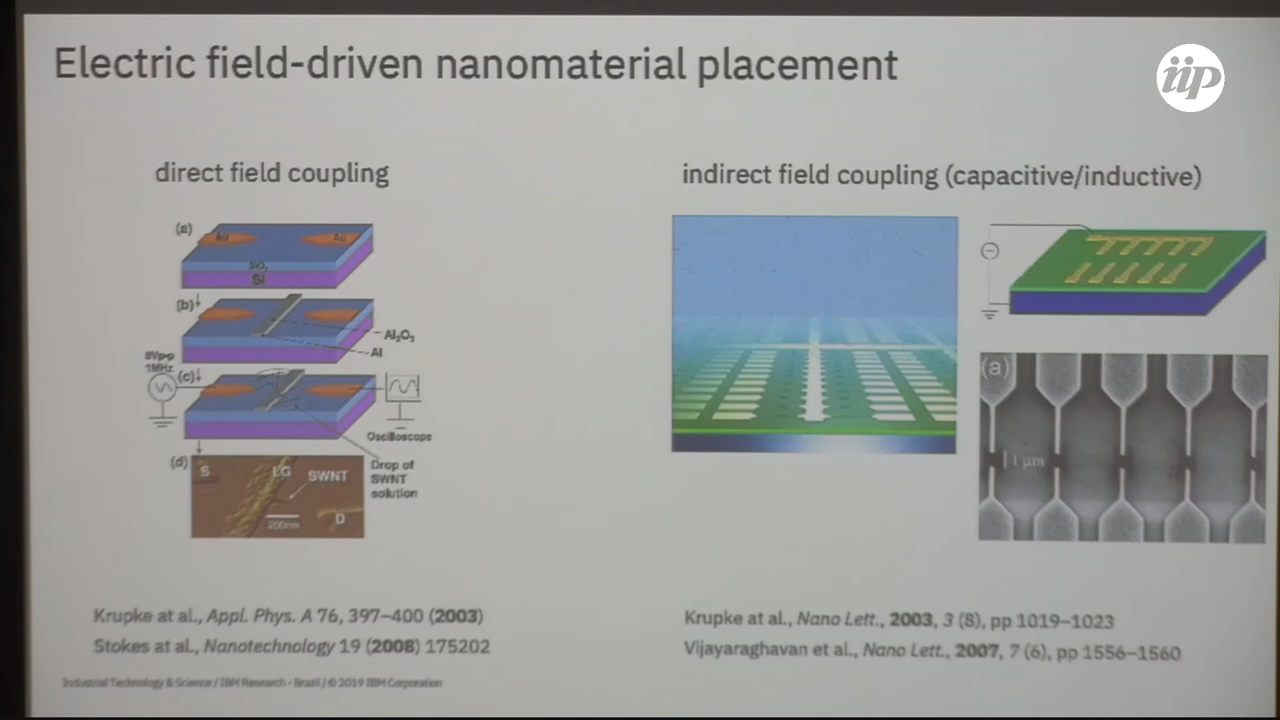 Electric field-driven nanomaterial placement
iip
direct field coupling
indirect field coupling (capacitive/inductive)
(a)
Au
Au
SiO2
Si
(b)
Al2O3
Al
8Vp-p
1MHz
(c)
Oscilloscope
(d)
S
LG
SWNT
D
200nm
Drop of
SWNT
solution
(a)
1 µm
Krupke at al., Appl. Phys. A 76, 397–400 (2003)
Stokes at al., Nanotechnology 19 (2008) 175202
Krupke at al., Nano Lett., 2003, 3 (8), pp 1019–1023
Vijayaraghavan et al., Nano Lett., 2007, 7 (6), pp 1556–1560
Industrial Technology & Science / IBM Research - Brazil / © 2019 IBM Corporation